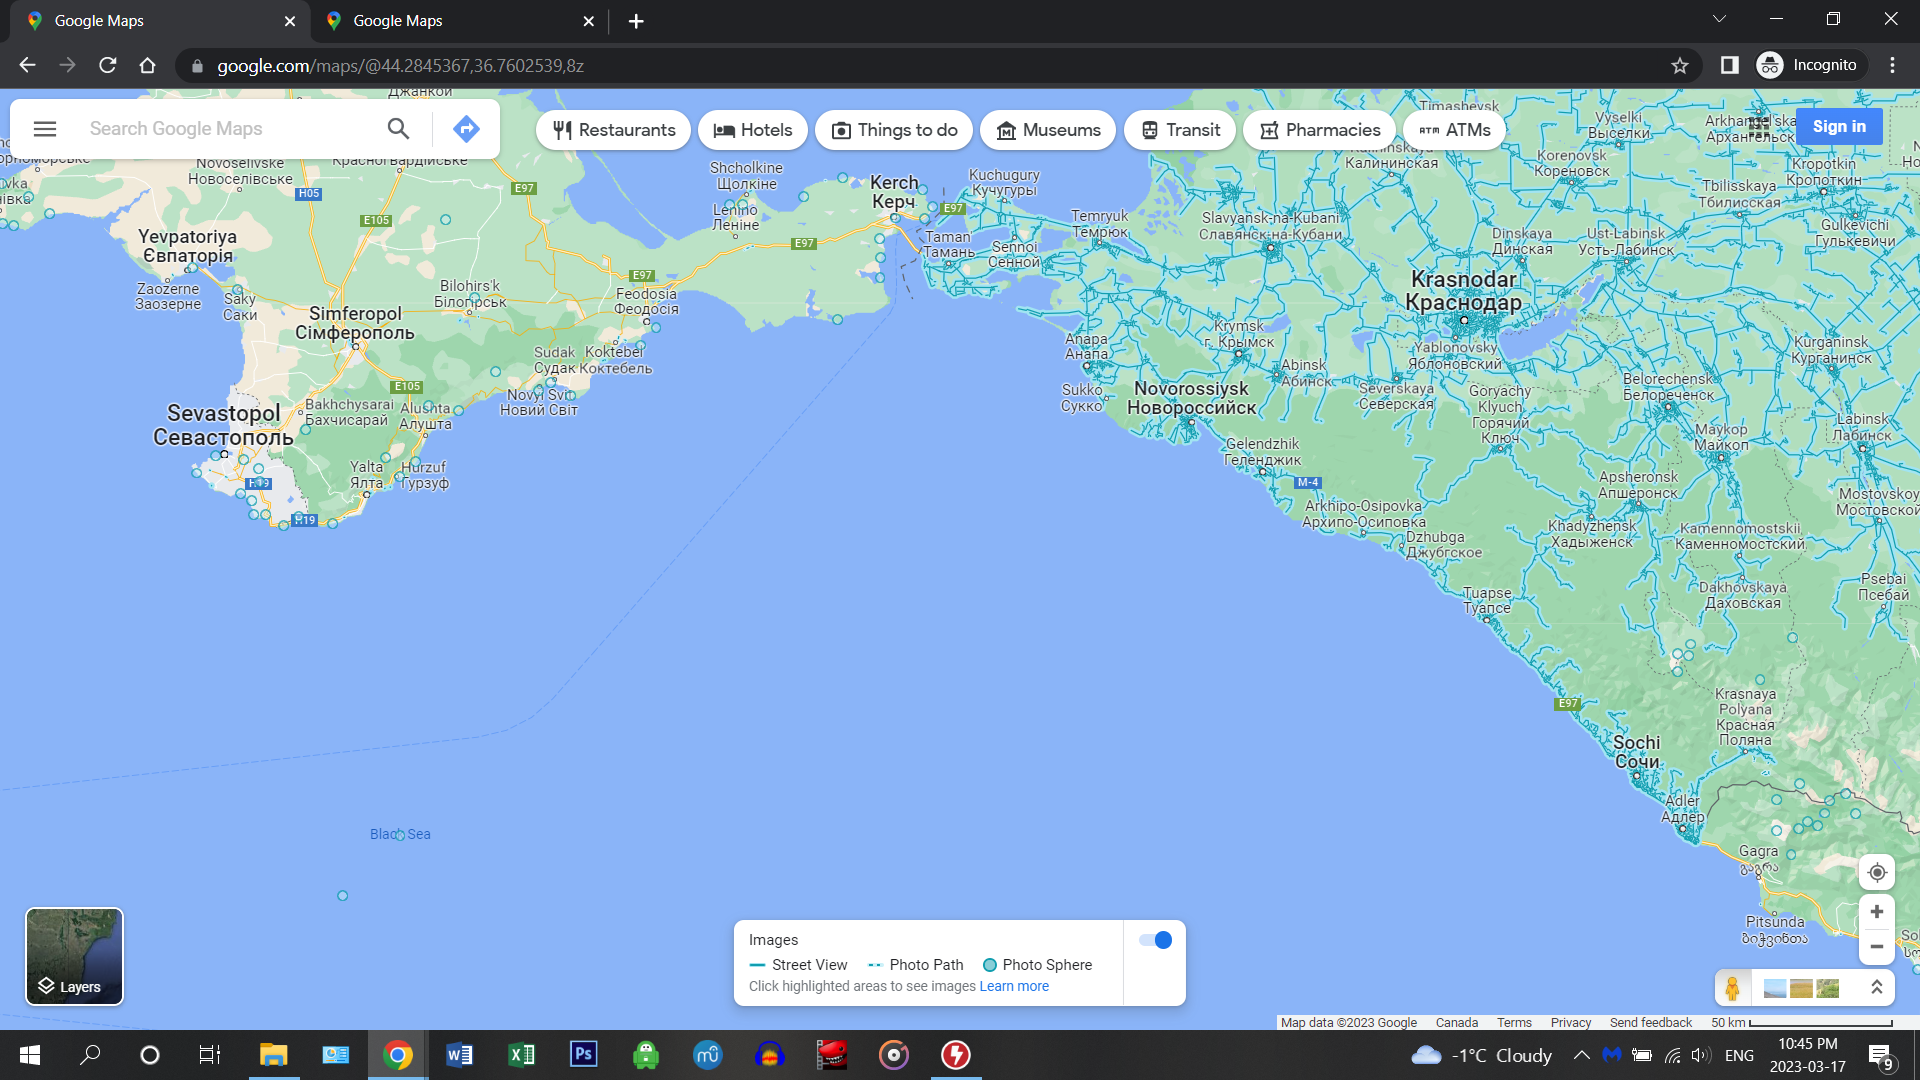 Google Maps
Google Maps
google.com/maps/@44.2845367,36.7602539,8z
Incognito
Search Google Maps
Restaurants
Hotels
Things to do
Museums
Transit
Pharmacies
ATM
ATMs
Sign in
Джанкой
Novoselivske
Новоселівське
Красногвардійське
H05
E105
E97
Yevpatoriya
Євпаторія
Zaozerne
Заозерне
Saky
Саки
Simferopol
Сімферополь
Bilohirs'k
Білогірськ
E97
Feodosia
Феодосія
Sudak
Судак
Koktebel
Коктебель
Новий Світ
E105
Sevastopol
Севастополь
Bakhchysarai
Бахчисарай
Alushta
Алушта
Yalta
Ялта
Hurzuf
Гурзуф
H19
H19
Shcholkine
Щолкіне
Lenino
Леніне
E97
Kerch
Керч
E97
Kuchugury
Кучугуры
Taman'
Тамань
Sennoi
Сенной
Temryuk
Темрюк
Slavyansk-na-Kubani
Славянск-на-Кубани
Timashevsk
Калининская
Vyselki
Выселки
Korenovsk
Кореновск
Kropotkin
Кропоткин
Tbilisskaya
Тбилисская
Gulkevichi
Гулькевичи
Dinskaya
Динская
Ust-Labinsk
Усть-Лабинск
Krasnodar
Краснодар
Yablonovsky
Яблоновский
Krymsk
г. Крымск
Anapa
Анапа
Sukko
Сукко
Abinsk
Абинск
Severskaya
Северская
Novorossiysk
Новороссийск
Goryachy
Klyuch
Горячий
Ключ
Belorechensk
Белореченск
Kurganinsk
Курганинск
Labinsk
Лабинск
Maykop
Майкоп
Gelendzhik
Геленджик
M-4
Arkhipo-Osipovka
Архипо-Осиповка
Dzhubga
Джубгское
Apsheronsk
Апшеронск
Khadyzhensk
Хадыженск
Kamennomostskii
Каменномостский
Mostovskoy
Мостовской
Dakhovskaya
Даховская
Psebai
Псебай
Tuapse
Туапсе
E97
Krasnaya
Polyana
Красная
Поляна
Sochi
Сочи
Adler
Адлер
Gagra
გაგრა
Pitsunda
ბიჭვინთა
Black Sea
Layers
Images
Street View
Photo Path
Photo Sphere
Click highlighted areas to see images Learn more
Map data ©2023 Google
Canada
Terms
Privacy
Send feedback
50 km
-1°C Cloudy
ENG
10:45 PM
2023-03-17
9